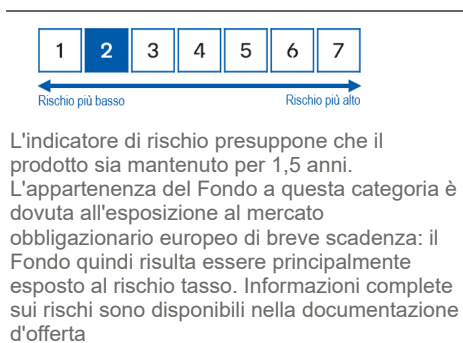 1 2 3 4 5 6 7
Rischio più basso Rischio più alto
L'indicatore di rischio presuppone che il
prodotto sia mantenuto per 1,5 anni.
L'appartenenza del Fondo a questa categoria è
dovuta all'esposizione al mercato
obbligazionario europeo di breve scadenza: il
Fondo quindi risulta essere principalmente
esposto al rischio tasso. Informazioni complete
sui rischi sono disponibili nella documentazione
d'offerta